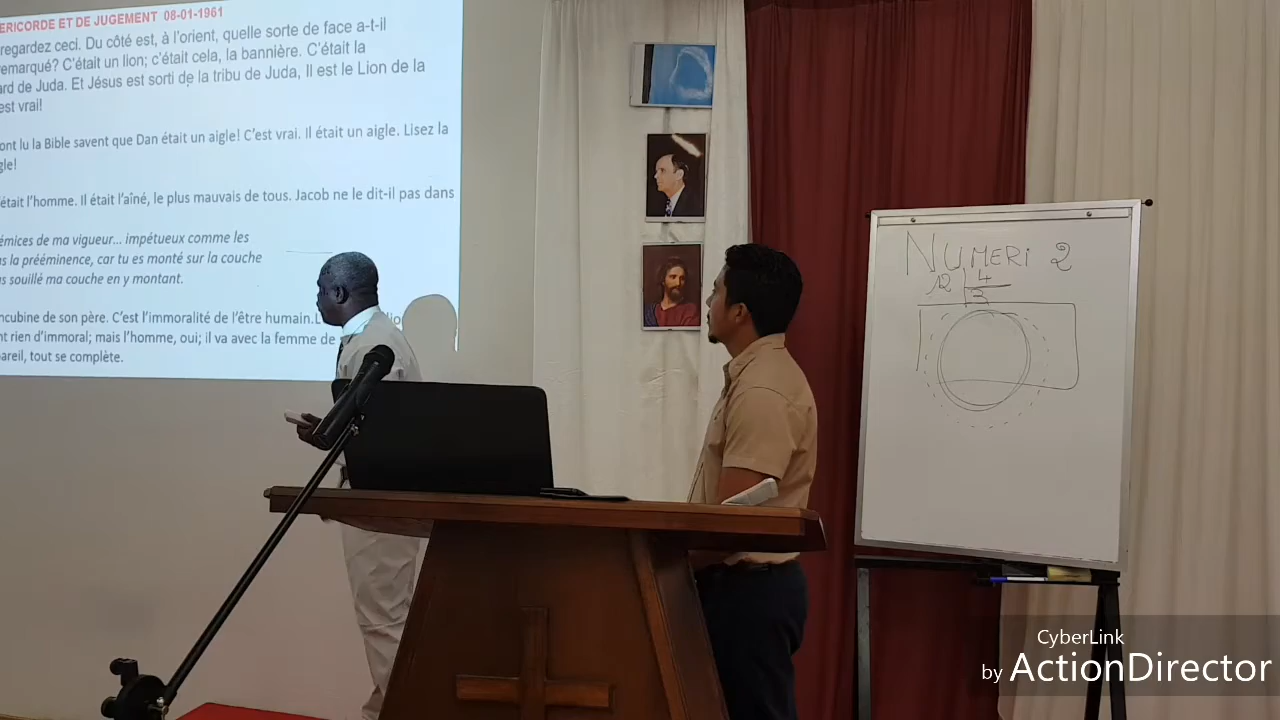 ERICORDE ET DE JUGEMENT 08-01-1961
regardez ceci. Du côté est, à l'orient, quelle sorte de face a-t-il
emarqué? C'était un lion; c'était cela, la bannière. C'était la
ard de Juda. Et Jésus est sorti de la tribu de Juda, Il est le Lion de la
est vrai!
ont lu la Bible savent que Dan était un aigle! C'est vrai. Il était un aigle. Lisez la
gle!
était l'homme. Il était l'aîné, le plus mauvais de tous. Jacob ne le dit-il pas dans
émices de ma vigueur... impétueux comme les
as la prééminence, car tu es monté sur la couche
as souillé ma couche en y montant.
ncubine de son père. C'est l'immoralité de l'être humain.
nt rien d'immoral; mais l'homme, oui; il va avec la femme de
areil, tout se complète.
NUMERI 2
12 4
3
CyberLink
by ActionDirector